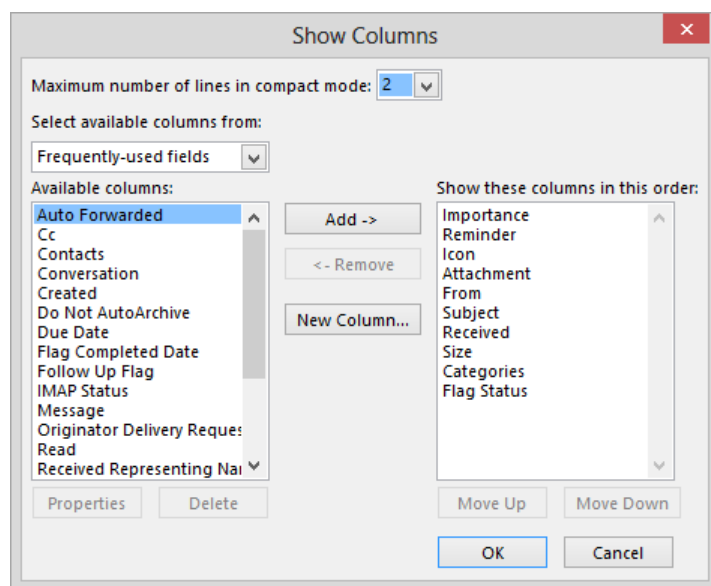 Show Columns
Maximum number of lines in compact mode: 2
Select available columns from:
Frequently-used fields
Available columns:
Auto Forwarded
Cc
Contacts
Conversation
Created
Do Not AutoArchive
Due Date
Flag Completed Date
Follow Up Flag
IMAP Status
Message
Originator Delivery Reques
Read
Received Representing Nar
Properties
Delete
Add ->
<- Remove
New Column...
Show these columns in this order:
Importance
Reminder
Icon
Attachment
From
Subject
Received
Size
Categories
Flag Status
Move Up
Move Down
OK
Cancel